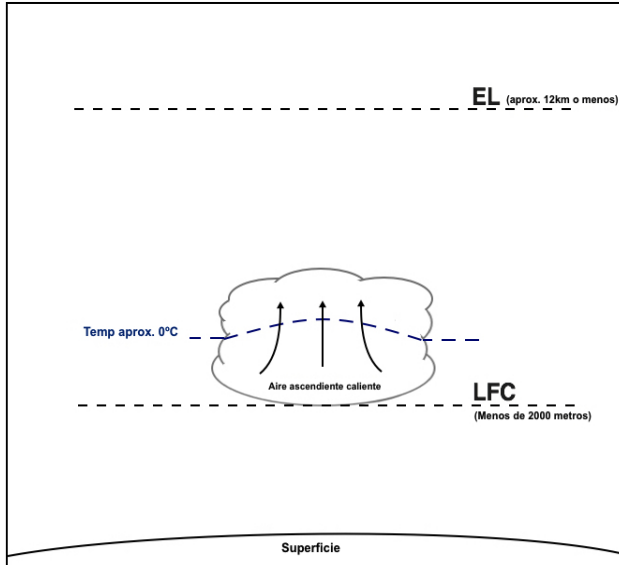 EL (aprox. 12km o menos)
Temp aprox. 0ºC
Aire ascendiente caliente
LFC
(Menos de 2000 metros)
Superficie